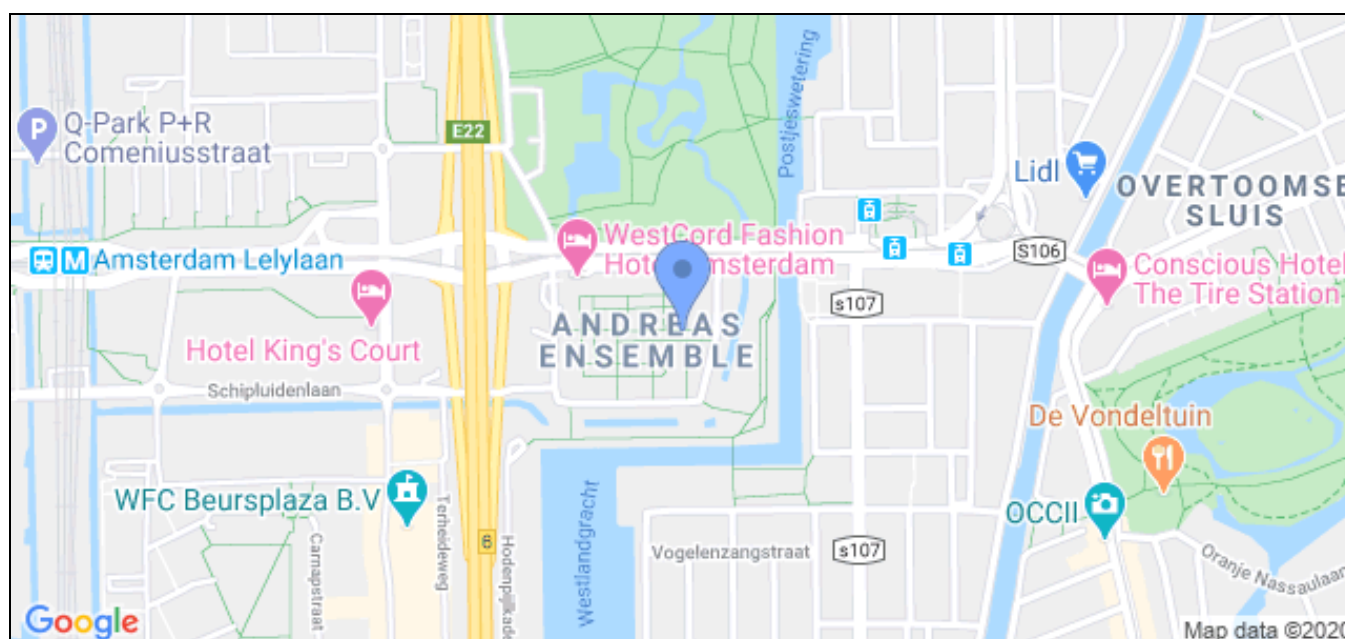 E22
Q-Park P+R
Comeniusstraat
Postjeswetering
Lidl
OVERTOOMSE
SLUIS
WestCord Fashion
Hotel Amsterdam
S106
M Amsterdam Lelylaan
Conscious Hotel
The Tire Station
s107
ANDREAS
ENSEMBLE
Hotel King's Court
Schipluidenlaan
De Vondeltuin
WFC Beursplaza B.V
OCCII
Terheideweg
6
Carnapstraat
Hodenpijlkade
Westlandgracht
Vogelenzangstraat
s107
Oranje Nassaulaan
Google
Map data ©2020
P